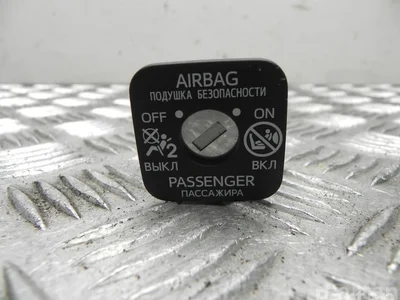 AIRBAG
ПОДУШКА БЕЗОПАСНОСТИ
OFF ON
2
ВЫКЛ ВКЛ
PASSENGER
ПАССАЖИРА